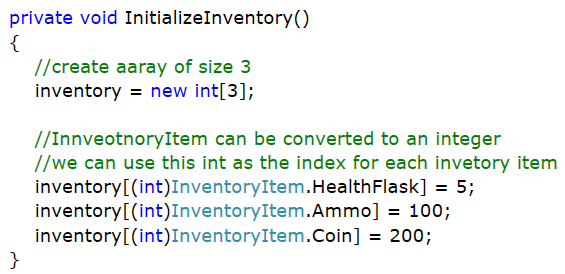 private void InitializeInventory()
{
//create aaray of size 3
inventory = new int[3];
//InnveotnoryItem can be converted to an integer
//we can use this int as the index for each invetory item
inventory[(int)InventoryItem.HealthFlask] = 5;
inventory[(int)InventoryItem.Ammo] = 100;
inventory[(int)InventoryItem.Coin] = 200;
}